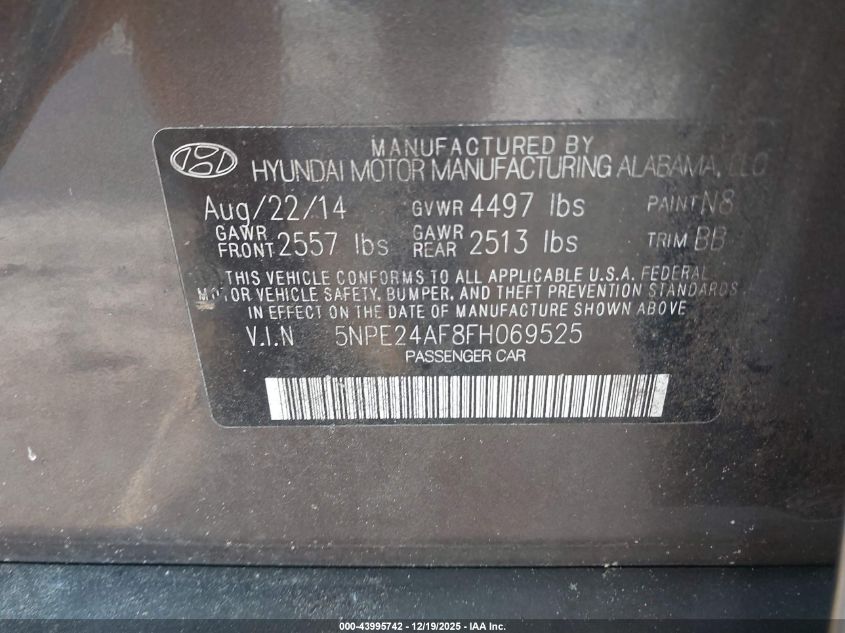 MANUFACTURED BY
HYUNDAI MOTOR MANUFACTURING ALABAMA, LLC
Aug/22/14 GVWR 4497 lbs PAINT N8
GAWR FRONT 2557 lbs GAWR REAR 2513 lbs TRIM BB
THIS VEHICLE CONFORMS TO ALL APPLICABLE U.S.A. FEDERAL
MOTOR VEHICLE SAFETY, BUMPER, AND THEFT PREVENTION STANDARDS
IN EFFECT ON THE DATE OF MANUFACTURE SHOWN ABOVE
V.I.N 5NPE24AF8FH069525
PASSENGER CAR
000-43995742 - 12/19/2025 - IAA Inc.